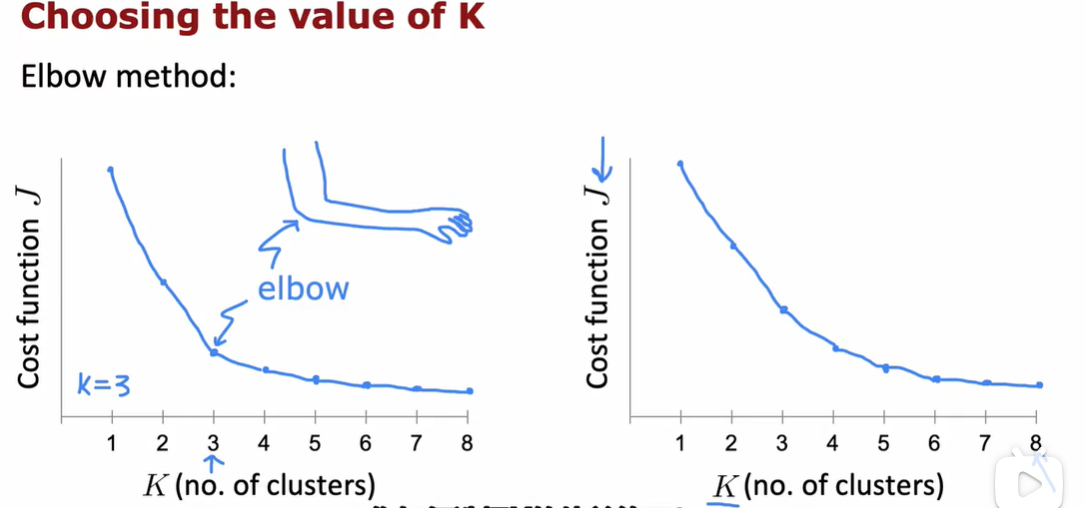 Choosing the value of K
Elbow method:
Cost function J
elbow
k=3
1 2 3 4 5 6 7 8
K (no. of clusters)
Cost function J
1 2 3 4 5 6 7 8
K (no. of clusters)